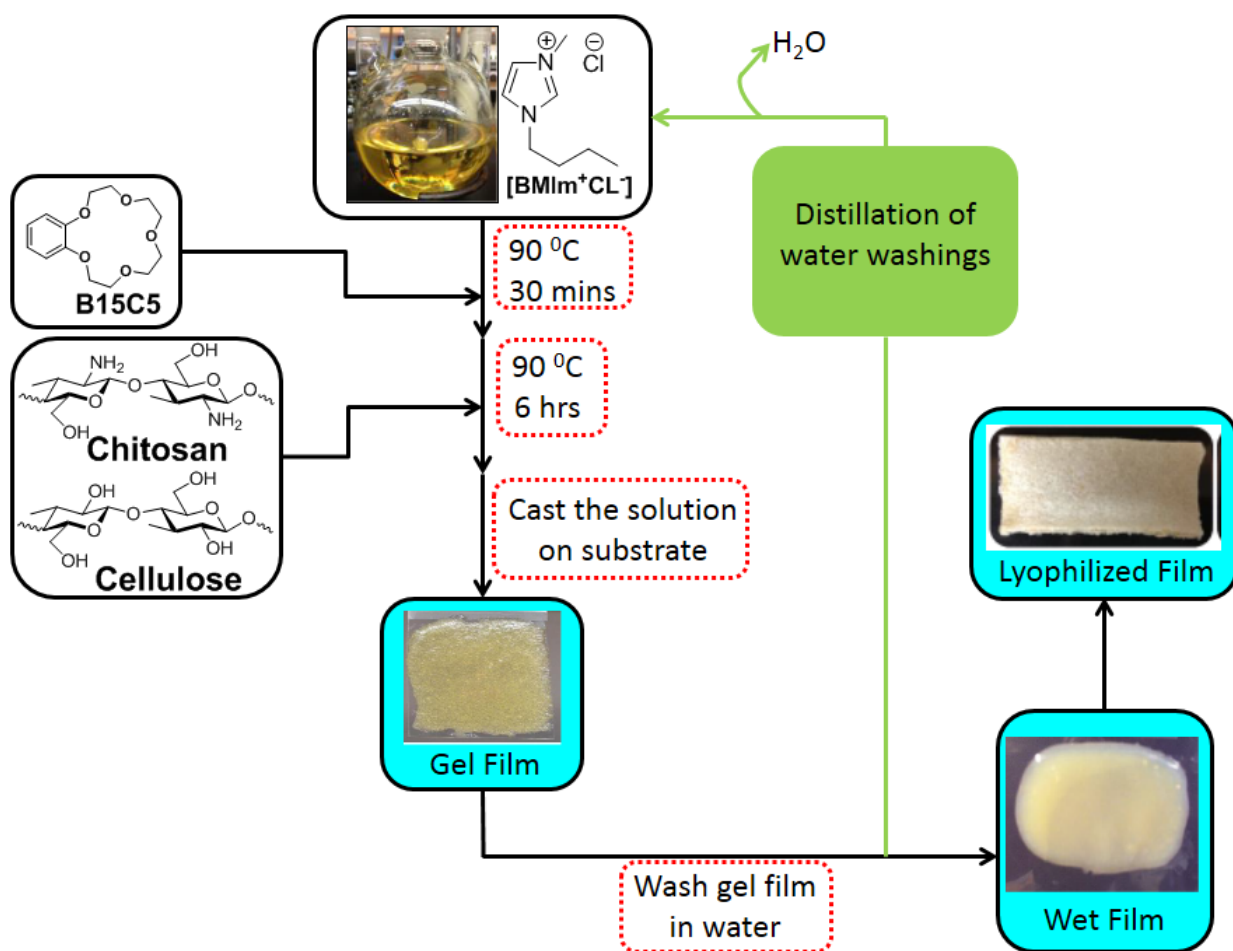 H₂O
N
⊕
N
⊖
Cl
[BMIm⁺CL⁻]
Distillation of
water washings
90 ⁰C
30 mins
O
O
O
O
O
B15C5
90 ⁰C
6 hrs
NH₂
OH
O
O
O
O
OH
NH₂
Chitosan
OH
OH
O
O
O
O
OH
OH
Cellulose
Cast the solution
on substrate
Lyophilized Film
Gel Film
Wash gel film
in water
Wet Film